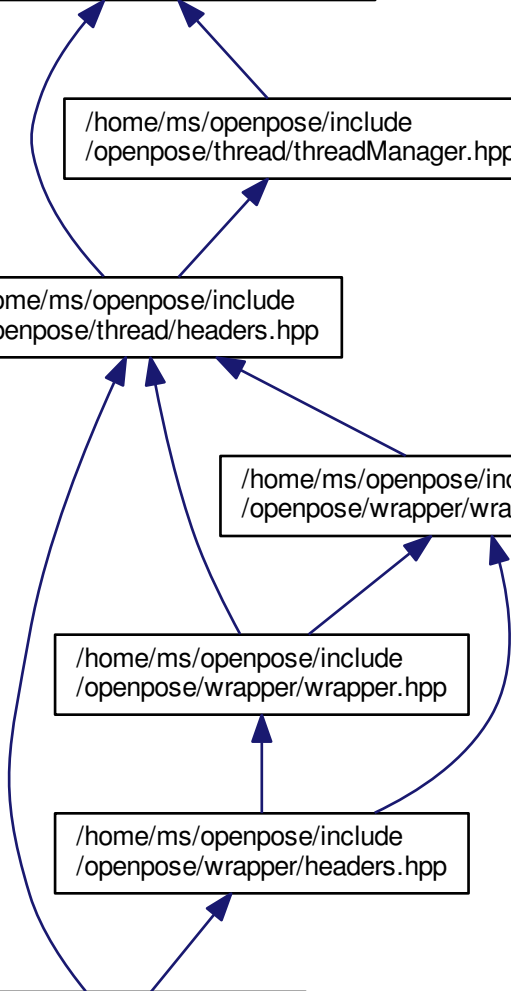 /home/ms/openpose/include
/openpose/thread/threadManager.hpp
ome/ms/openpose/include
penpose/thread/headers.hpp
/home/ms/openpose/inc
/openpose/wrapper/wra
/home/ms/openpose/include
/openpose/wrapper/wrapper.hpp
/home/ms/openpose/include
/openpose/wrapper/headers.hpp